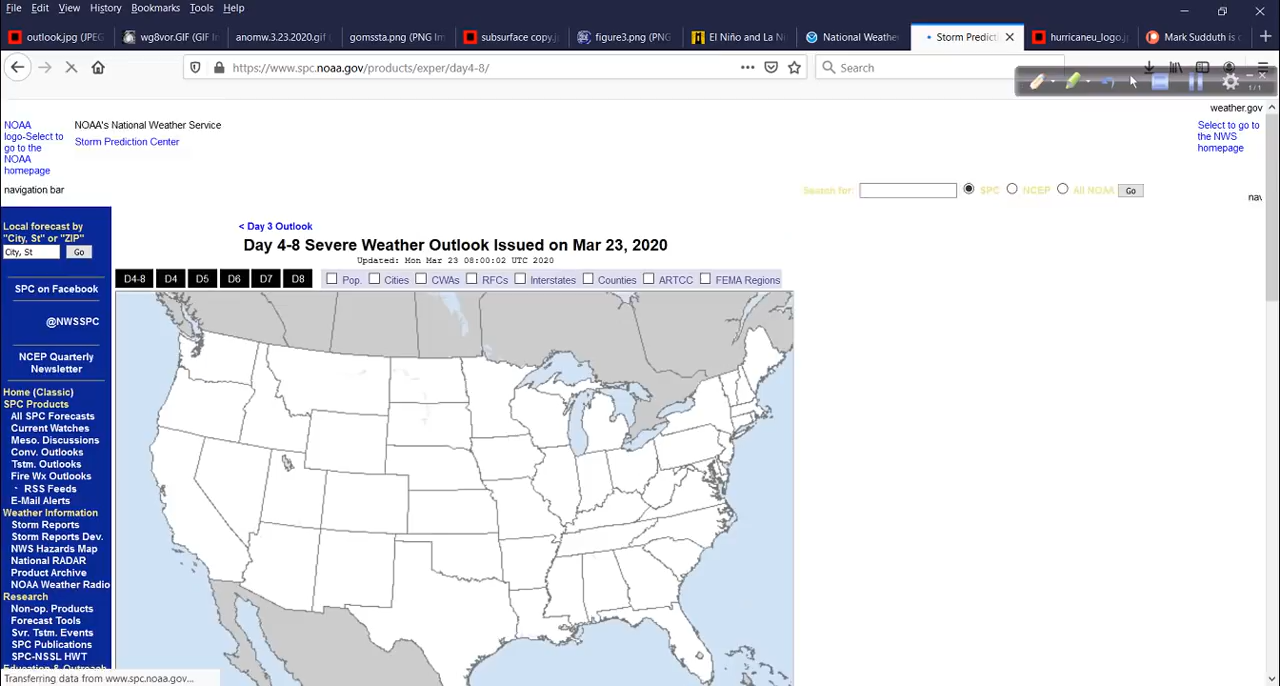 File Edit View History Bookmarks Tools Help
outlook.jpg (JPEG wg8vor.GIF (GIF Im anomw.3.23.2020.gif ( gomssta.png (PNG Im subsurface copy.j figure3.png (PNG El Niño and La Ni National Weathe Storm Predicti hurricaneu_logo.j Mark Sudduth is c
https://www.spc.noaa.gov/products/exper/day4-8/ Search
1/1
weather.gov
NOAA logo-Select to go to the NOAA homepage
NOAA's National Weather Service
Storm Prediction Center
Select to go to the NWS homepage
navigation bar
Search for: SPC NCEP All NOAA Go
nav
Local forecast by
"City, St" or "ZIP"
City, St Go
SPC on Facebook
@NWSSPC
NCEP Quarterly
Newsletter
Home (Classic)
SPC Products
All SPC Forecasts
Current Watches
Meso. Discussions
Conv. Outlooks
Tstm. Outlooks
Fire Wx Outlooks
RSS Feeds
E-Mail Alerts
Weather Information
Storm Reports
Storm Reports Dev.
NWS Hazards Map
National RADAR
Product Archive
NOAA Weather Radio
Research
Non-op. Products
Forecast Tools
Svr. Tstm. Events
SPC Publications
SPC-NSSL HWT
Education & Outreach
< Day 3 Outlook
Day 4-8 Severe Weather Outlook Issued on Mar 23, 2020
Updated: Mon Mar 23 08:00:02 UTC 2020
D4-8 D4 D5 D6 D7 D8 Pop. Cities CWAs RFCs Interstates Counties ARTCC FEMA Regions
Transferring data from www.spc.noaa.gov...